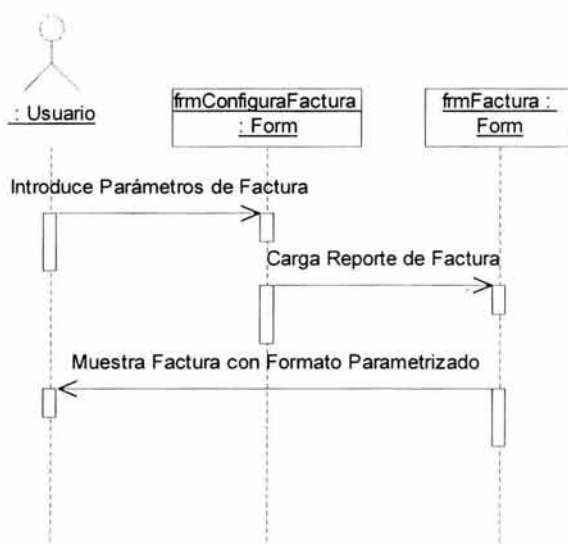 : Usuario
frmConfiguraFactura
: Form
frmFactura :
Form
Introduce Parámetros de Factura
Carga Reporte de Factura
Muestra Factura con Formato Parametrizado